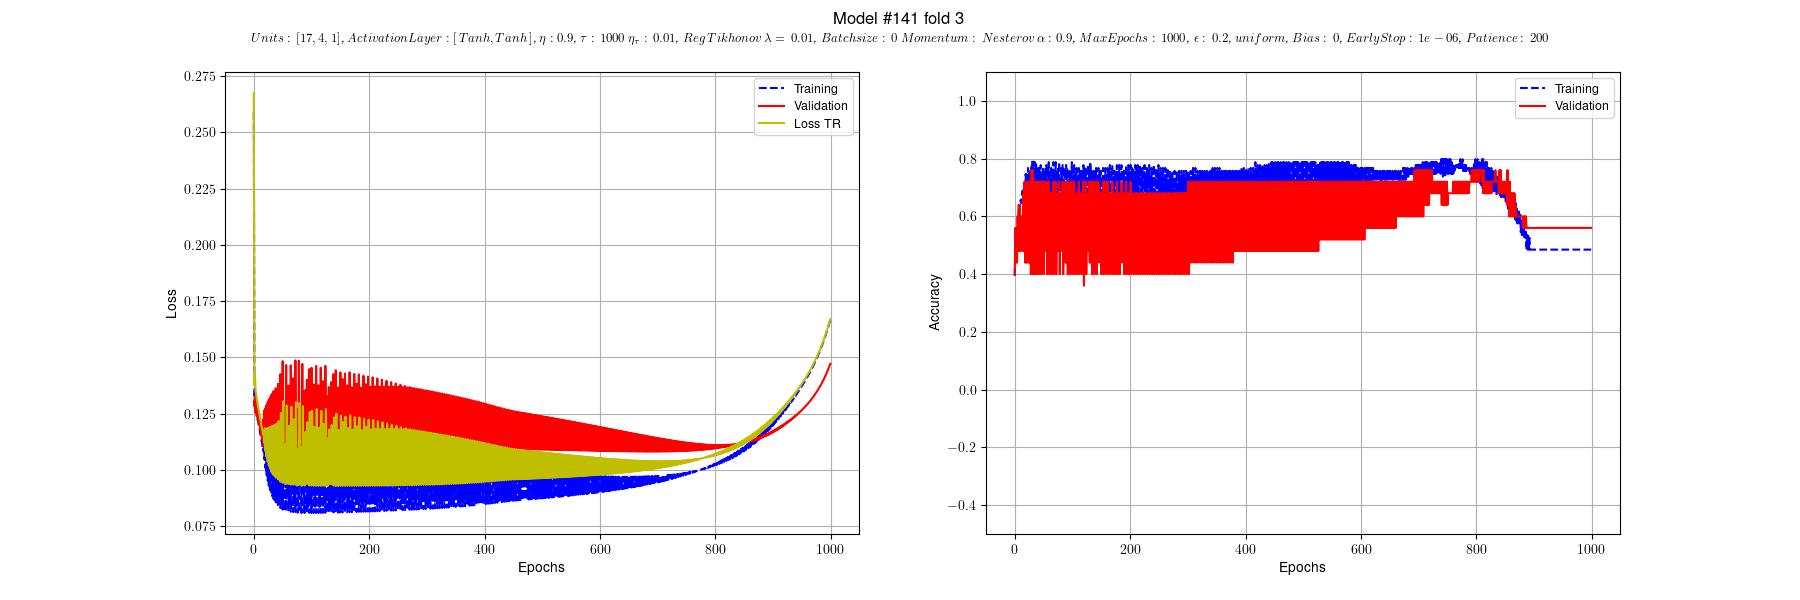 Model #141 fold 3
Units : [17, 4, 1], ActivationLayer : [Tanh, Tanh], η : 0.9, τ : 1000 ητ : 0.01, RegTikhonov λ = 0.01, Batchsize : 0 Momentum : Nesterov α : 0.9, MaxEpochs : 1000, ϵ : 0.2, uniform, Bias : 0, EarlyStop : 1e − 06, Patience : 200
0.275
0.250
0.225
0.200
0.175
0.150
0.125
0.100
0.075
Loss
0 200 400 600 800 1000
Epochs
Training
Validation
Loss TR
1.0
0.8
0.6
0.4
0.2
0.0
−0.2
−0.4
Accuracy
0 200 400 600 800 1000
Epochs
Training
Validation